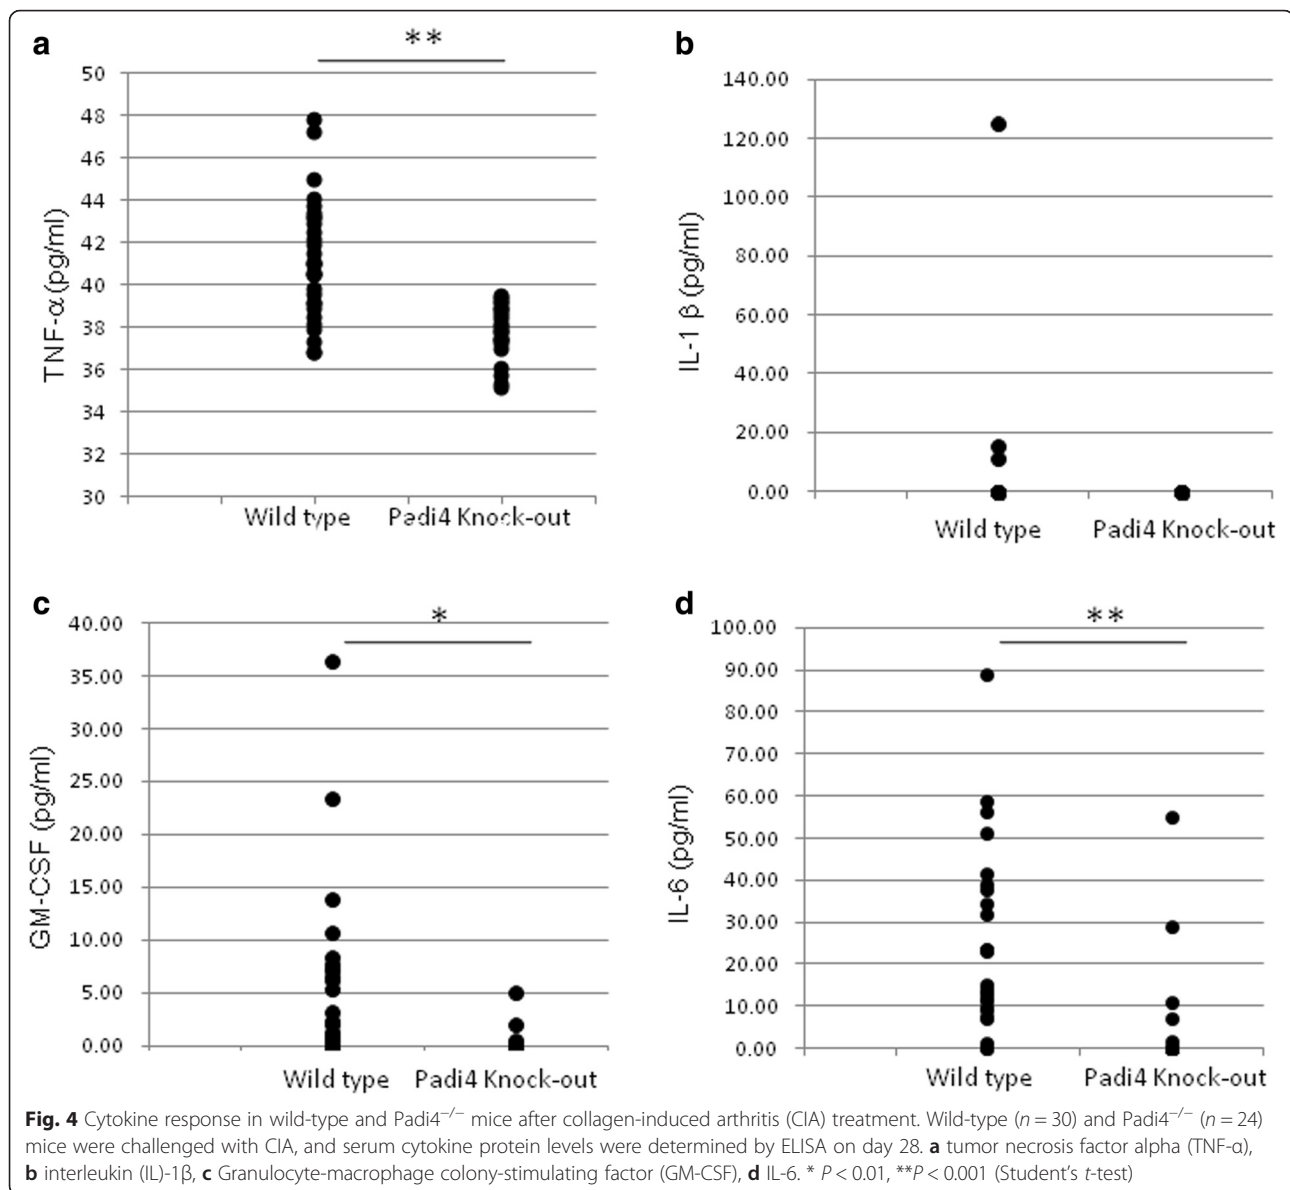 a
**
50
48
46
44
42
40
38
36
34
32
30
TNF-α (pg/ml)
Wild type
Padi4 Knock-out
b
140.00
120.00
100.00
80.00
60.00
40.00
20.00
0.00
IL-1 β (pg/ml)
Wild type
Padi4 Knock-out
c
*
40.00
35.00
30.00
25.00
20.00
15.00
10.00
5.00
0.00
GM-CSF (pg/ml)
Wild type
Padi4 Knock-out
d
**
100.00
90.00
80.00
70.00
60.00
50.00
40.00
30.00
20.00
10.00
0.00
IL-6 (pg/ml)
Wild type
Padi4 Knock-out
Fig. 4 Cytokine response in wild-type and Padi4⁻/⁻ mice after collagen-induced arthritis (CIA) treatment. Wild-type (n = 30) and Padi4⁻/⁻ (n = 24)
mice were challenged with CIA, and serum cytokine protein levels were determined by ELISA on day 28. a tumor necrosis factor alpha (TNF-α),
b interleukin (IL)-1β, c Granulocyte-macrophage colony-stimulating factor (GM-CSF), d IL-6. * P < 0.01, **P < 0.001 (Student's t-test)